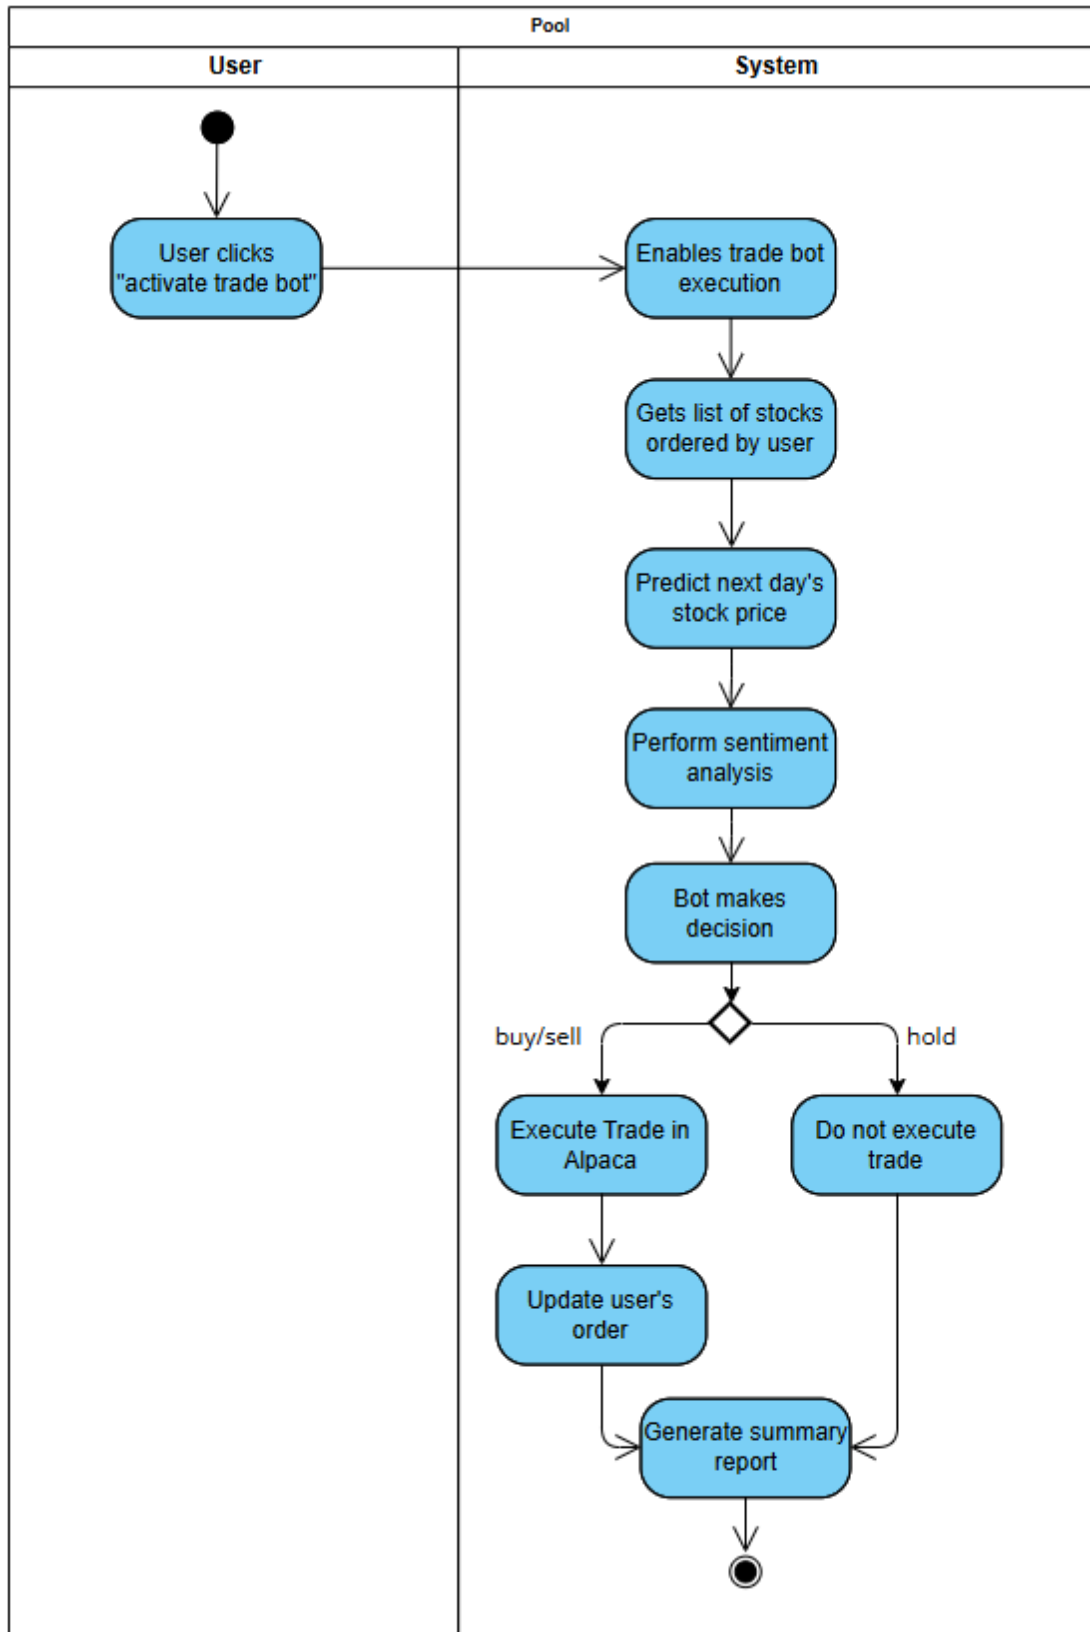 Pool
User
System
User clicks
"activate trade bot"
Enables trade bot
execution
Gets list of stocks
ordered by user
Predict next day's
stock price
Perform sentiment
analysis
Bot makes
decision
buy/sell
hold
Execute Trade in
Alpaca
Do not execute
trade
Update user's
order
Generate summary
report